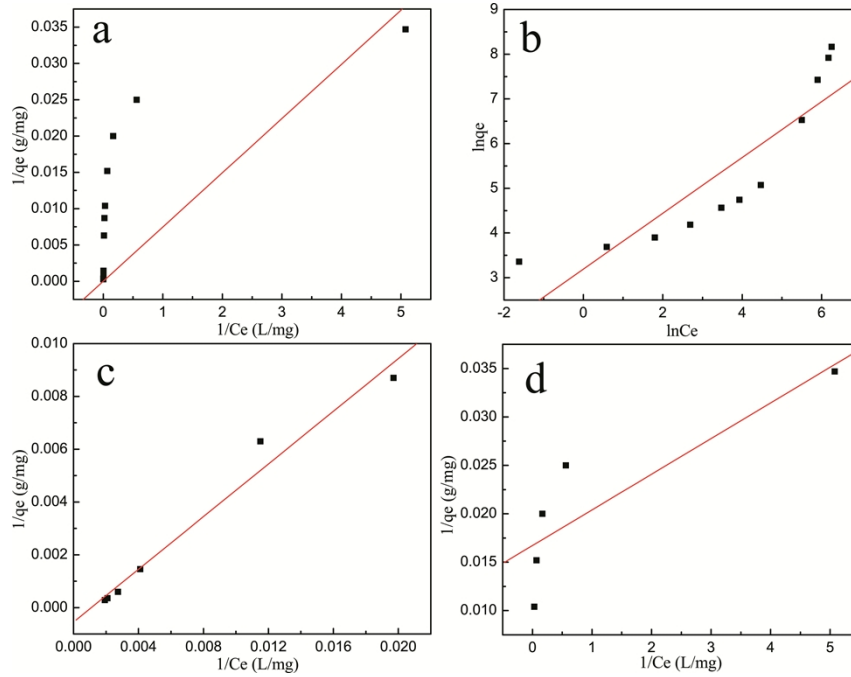 a
0.035
0.030
0.025
0.020
0.015
0.010
0.005
0.000
1/qe (g/mg)
0 1 2 3 4 5
1/Ce (L/mg)
b
9
8
7
6
5
4
3
lnqe
-2 0 2 4 6
lnCe
c
0.010
0.008
0.006
0.004
0.002
0.000
1/qe (g/mg)
0.000 0.004 0.008 0.012 0.016 0.020
1/Ce (L/mg)
d
0.035
0.030
0.025
0.020
0.015
0.010
1/qe (g/mg)
0 1 2 3 4 5
1/Ce (L/mg)